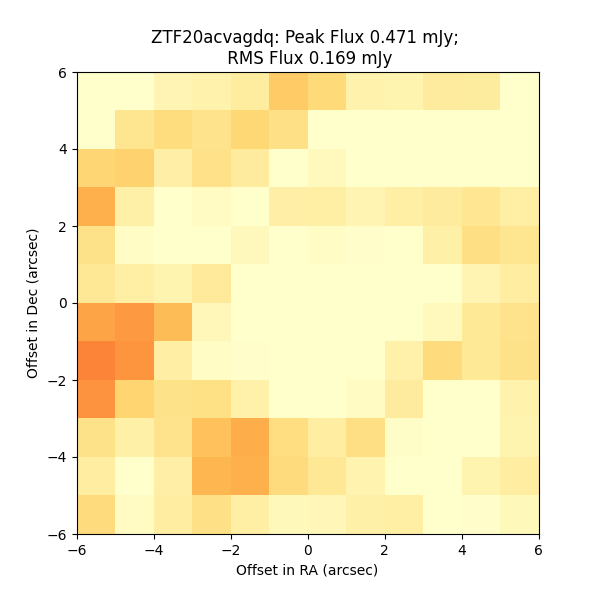 ZTF20acvagdq: Peak Flux 0.471 mJy;
RMS Flux 0.169 mJy
6
4
2
0
−2
−4
−6
Offset in Dec (arcsec)
−6 −4 −2 0 2 4 6
Offset in RA (arcsec)